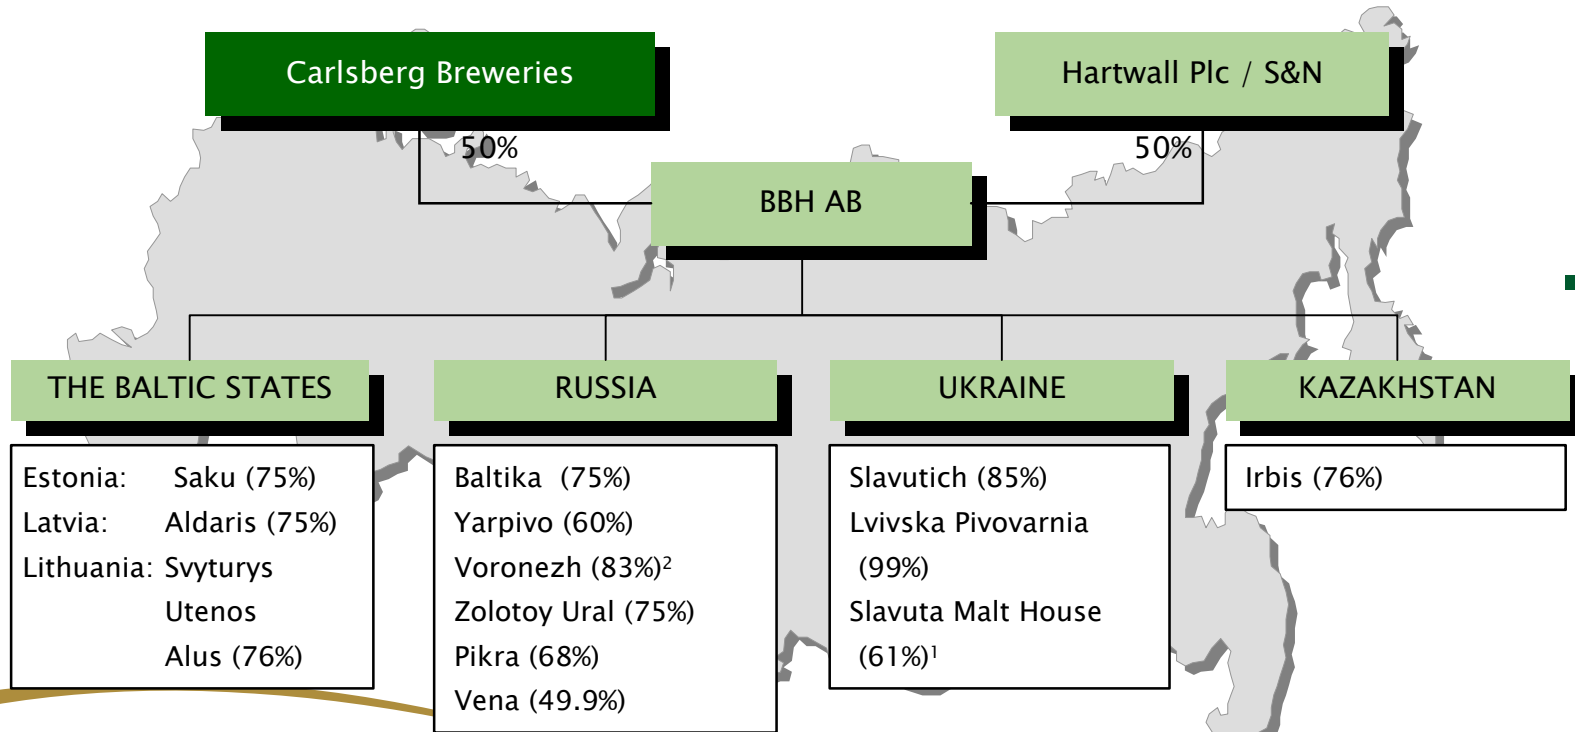 Carlsberg Breweries
Hartwall Plc / S&N
50%
50%
BBH AB
THE BALTIC STATES
RUSSIA
UKRAINE
KAZAKHSTAN
Estonia: Saku (75%)
Latvia: Aldaris (75%)
Lithuania: Svyturys
Utenos
Alus (76%)
Baltika (75%)
Yarpivo (60%)
Voronezh (83%)²
Zolotoy Ural (75%)
Pikra (68%)
Vena (49.9%)
Slavutich (85%)
Lvivska Pivovarnia
(99%)
Slavuta Malt House
(61%)¹
Irbis (76%)